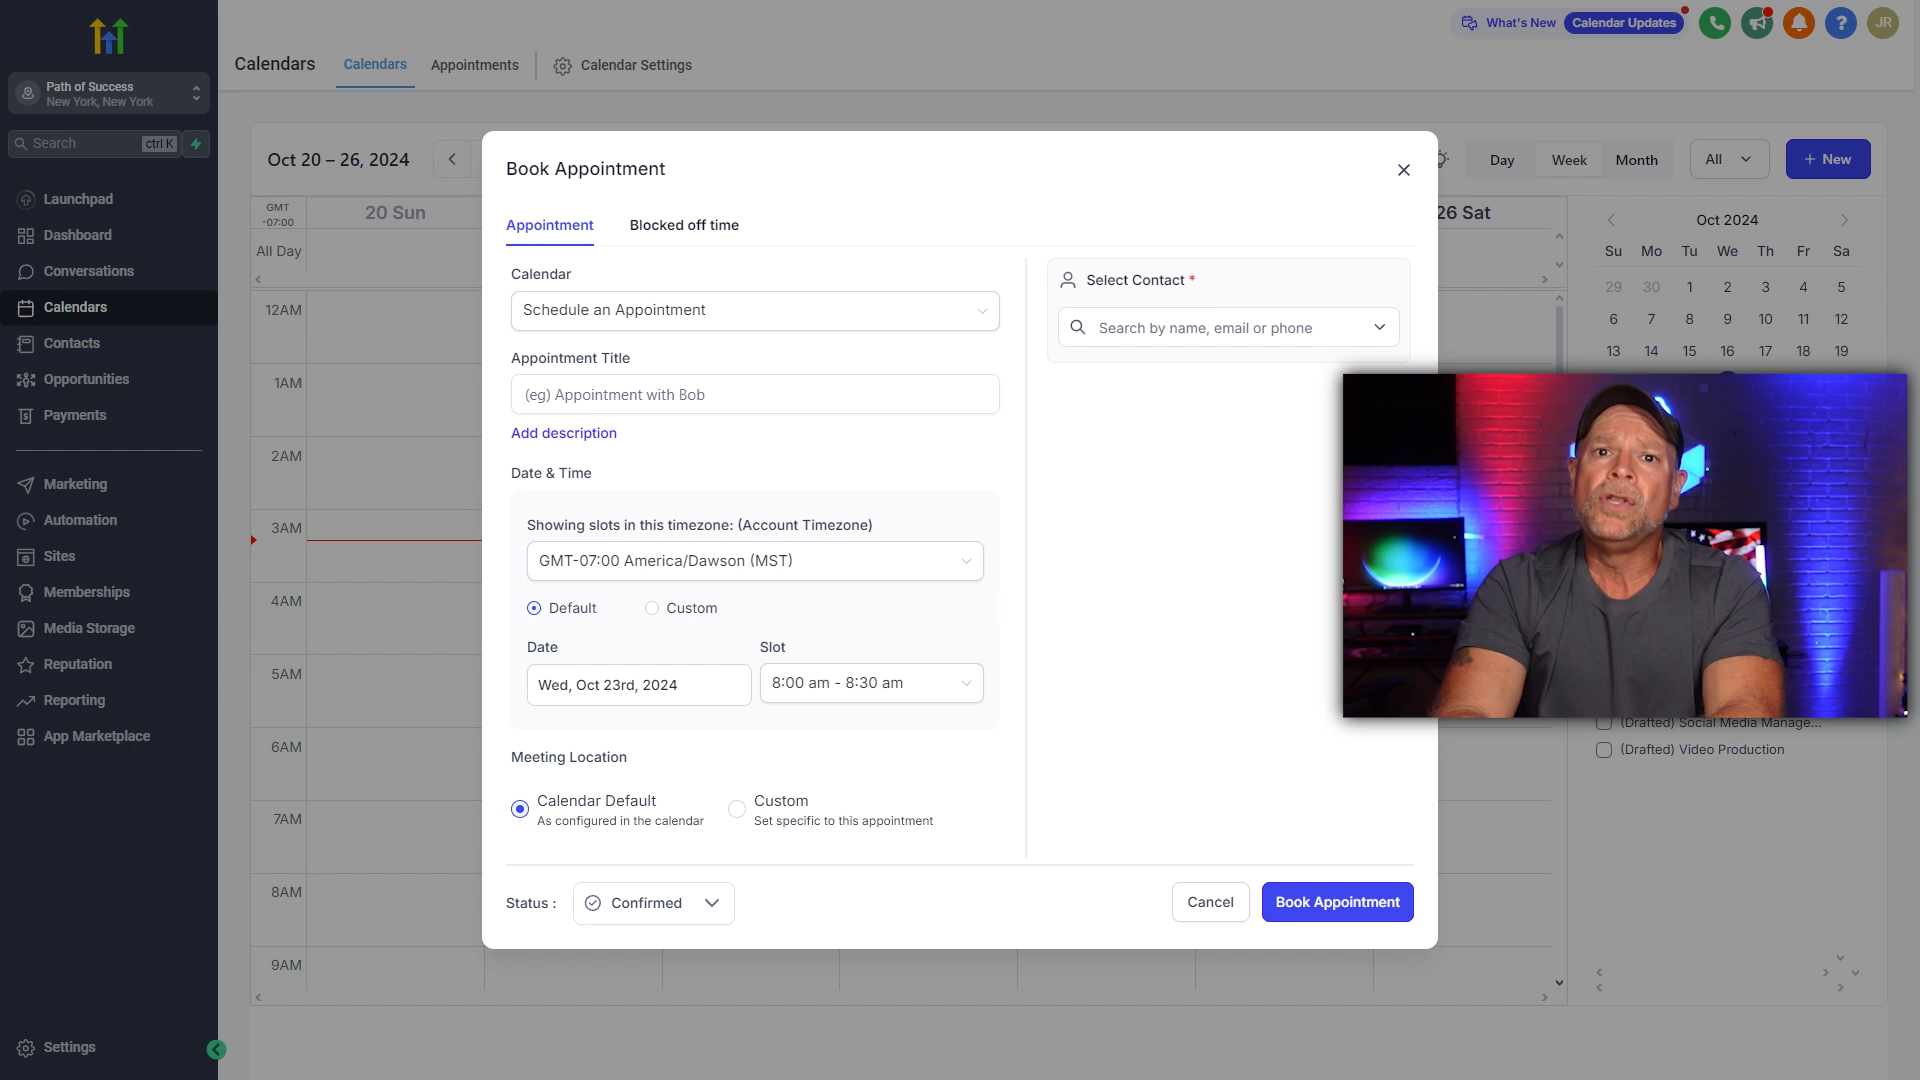 What's New
Calendar Updates
JR
Path of Success
New York, New York
Search
ctrl K
Launchpad
Dashboard
Conversations
Calendars
Contacts
Opportunities
Payments
Marketing
Automation
Sites
Memberships
Media Storage
Reputation
Reporting
App Marketplace
Settings
Calendars
Calendars
Appointments
Calendar Settings
Oct 20 – 26, 2024
Day
Week
Month
All
+ New
GMT
-07:00
20 Sun
26 Sat
All Day
12AM
1AM
2AM
3AM
4AM
5AM
6AM
7AM
8AM
9AM
Book Appointment
Appointment
Blocked off time
Calendar
Schedule an Appointment
Appointment Title
(eg) Appointment with Bob
Add description
Date & Time
Showing slots in this timezone: (Account Timezone)
GMT-07:00 America/Dawson (MST)
Default
Custom
Date
Slot
Wed, Oct 23rd, 2024
8:00 am - 8:30 am
Meeting Location
Calendar Default
As configured in the calendar
Custom
Set specific to this appointment
Status :
Confirmed
Cancel
Book Appointment
Select Contact *
Search by name, email or phone
Oct 2024
Su Mo Tu We Th Fr Sa
29 30 1 2 3 4 5
6 7 8 9 10 11 12
13 14 15 16 17 18 19
(Drafted) Social Media Manage...
(Drafted) Video Production